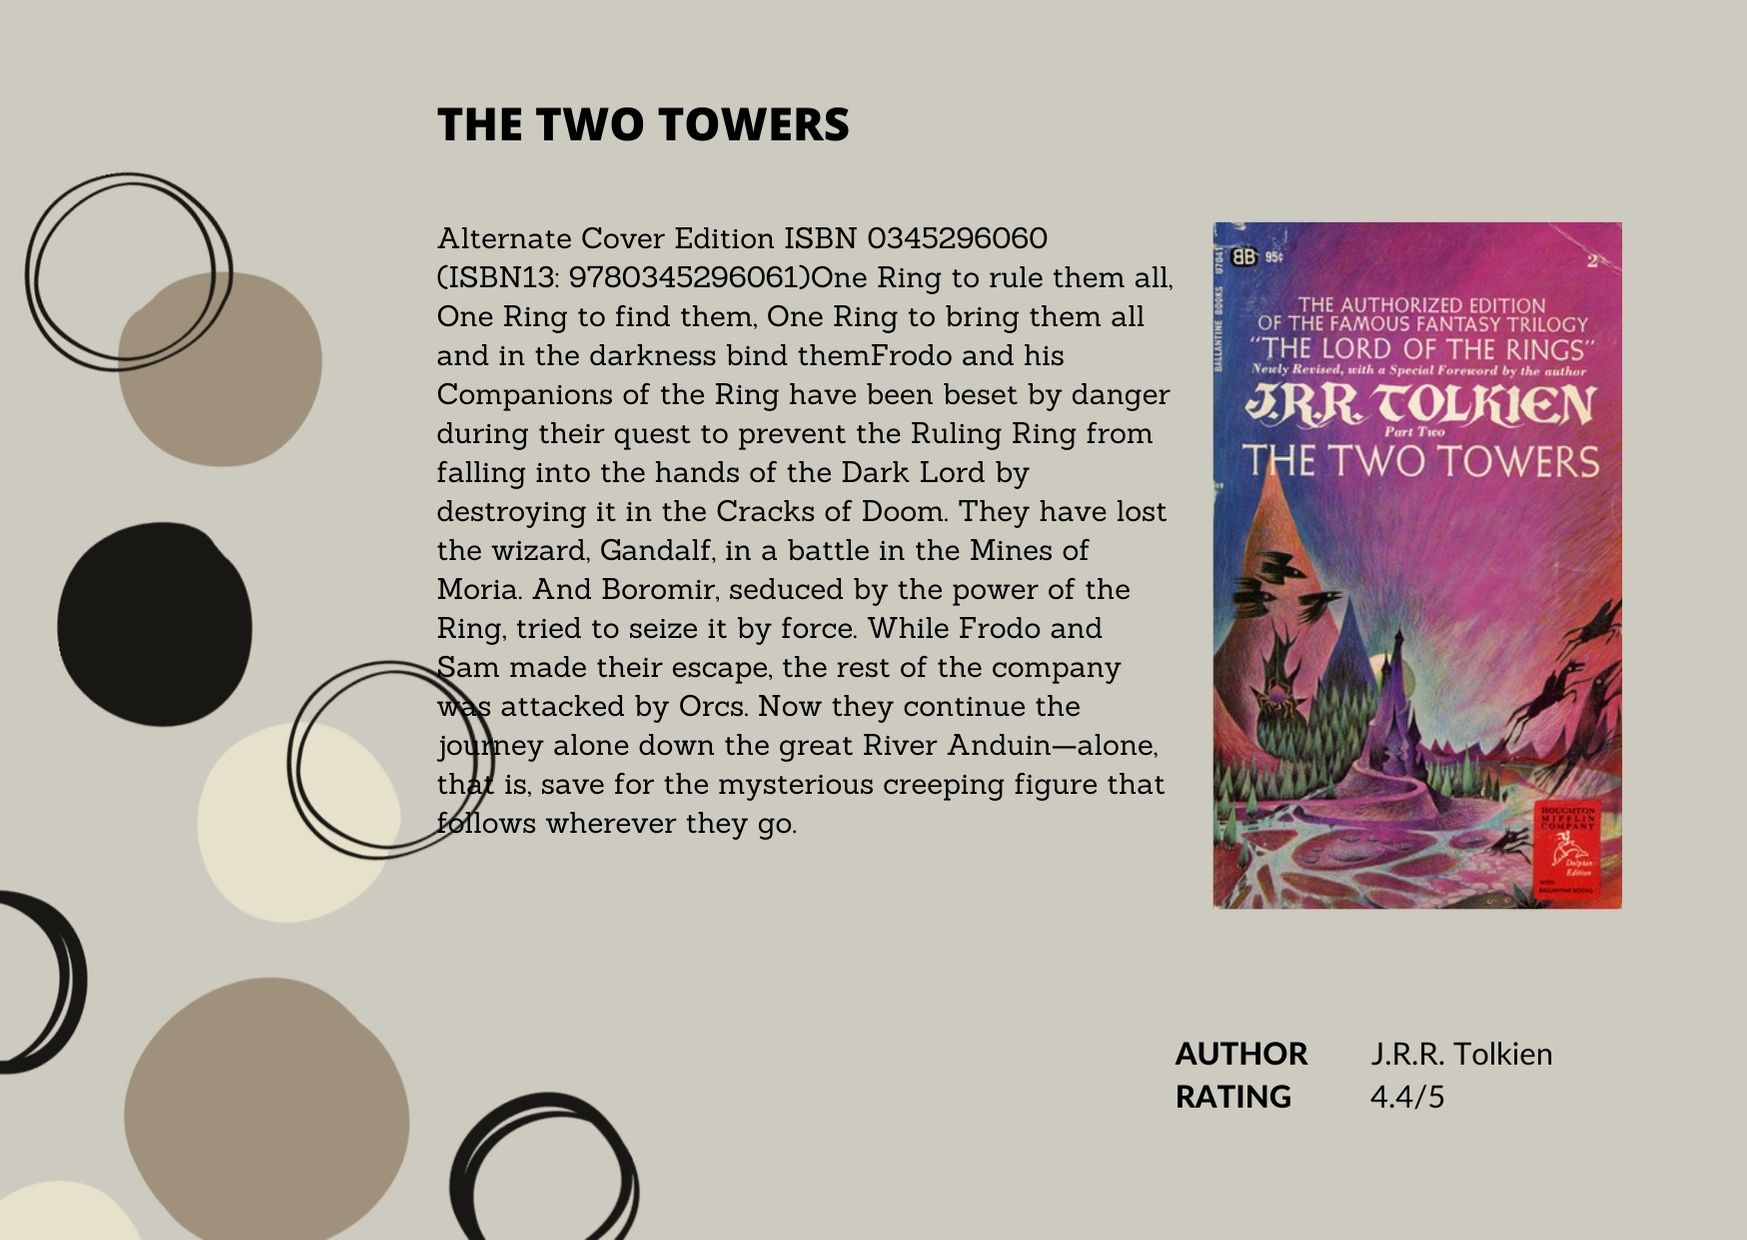 THE TWO TOWERS
Alternate Cover Edition ISBN 0345296060
(ISBN13: 9780345296061)One Ring to rule them all,
One Ring to find them, One Ring to bring them all
and in the darkness bind themFrodo and his
Companions of the Ring have been beset by danger
during their quest to prevent the Ruling Ring from
falling into the hands of the Dark Lord by
destroying it in the Cracks of Doom. They have lost
the wizard, Gandalf, in a battle in the Mines of
Moria. And Boromir, seduced by the power of the
Ring, tried to seize it by force. While Frodo and
Sam made their escape, the rest of the company
was attacked by Orcs. Now they continue the
journey alone down the great River Anduin—alone,
that is, save for the mysterious creeping figure that
follows wherever they go.
BB 95¢
2
BALLANTINE BOOKS U7041
THE AUTHORIZED EDITION
OF THE FAMOUS FANTASY TRILOGY
“THE LORD OF THE RINGS”
Newly Revised, with a Special Foreword by the author
J.R.R. TOLKIEN
Part Two
THE TWO TOWERS
HOUGHTON
MIFFLIN
COMPANY
Dolphin
Edition
with
BALLANTINE BOOKS
AUTHOR J.R.R. Tolkien
RATING 4.4/5